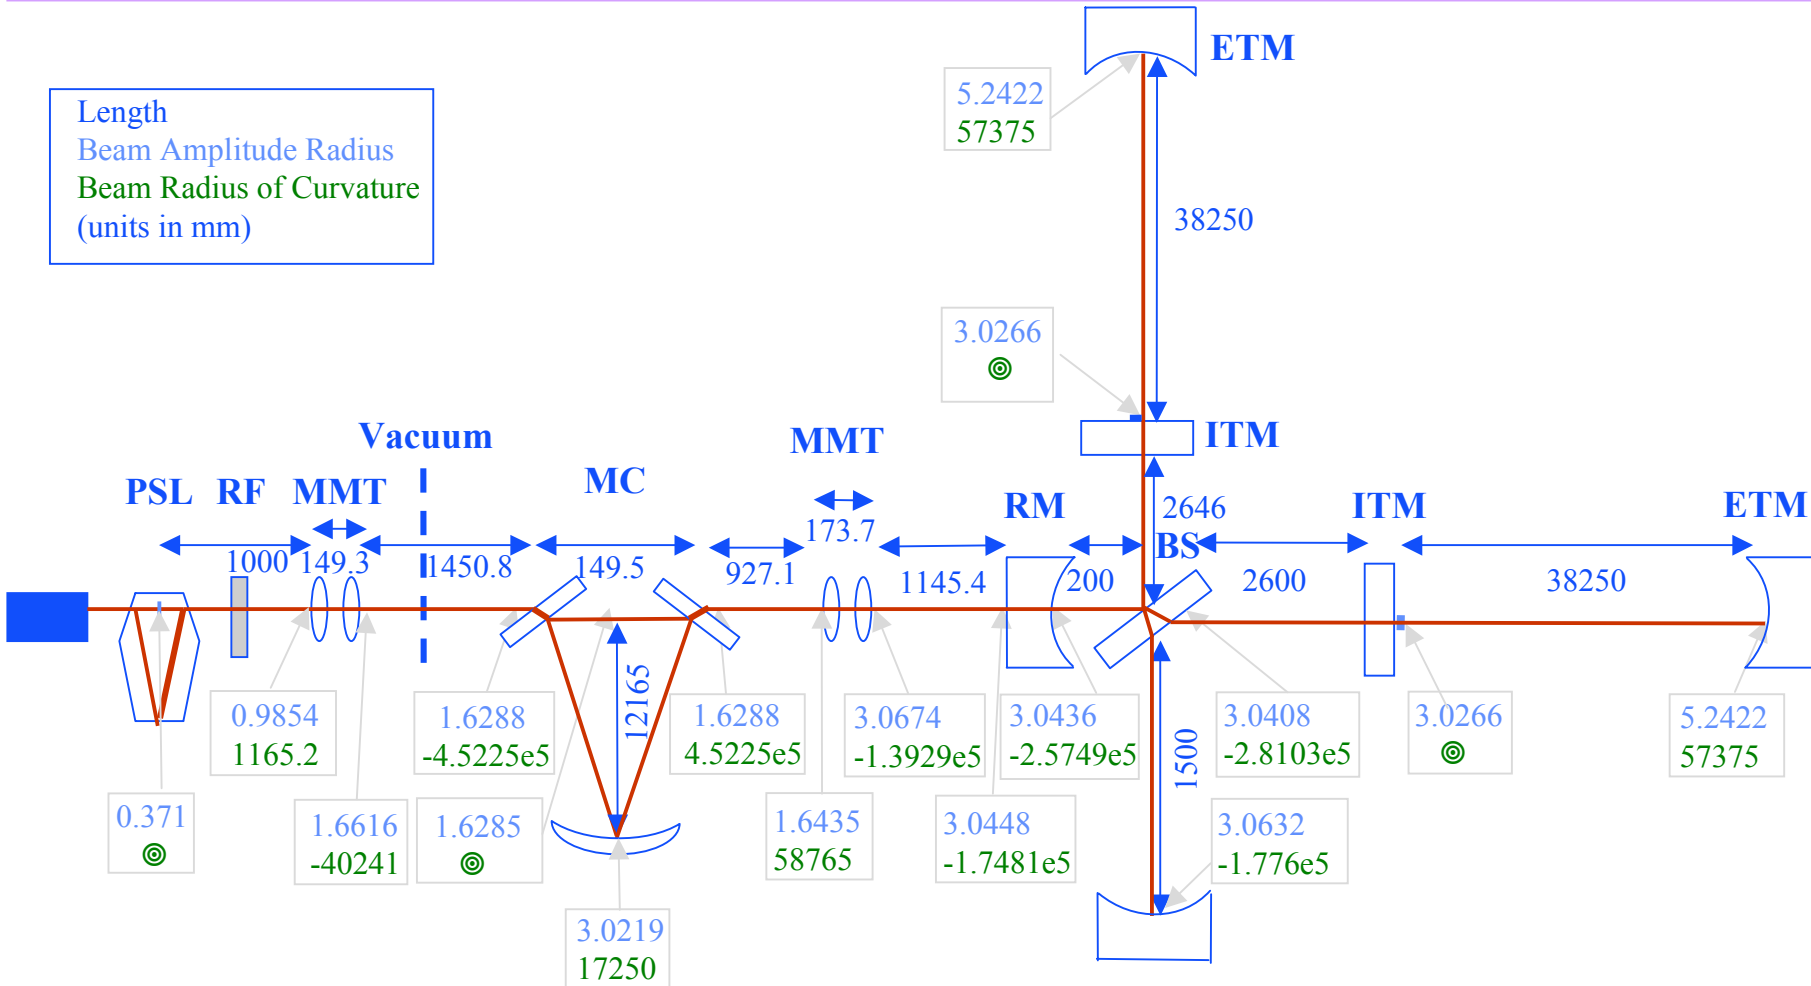 ETM
5.2422
57375
Length
Beam Amplitude Radius
Beam Radius of Curvature
(units in mm)
38250
3.0266
ITM
Vacuum
MMT
MC
PSL
RF
MMT
RM
ITM
ETM
2646
173.7
BS
1000
149.3
1450.8
149.5
927.1
1145.4
200
2600
38250
12165
1500
0.9854
1165.2
1.6288
-4.5225e5
1.6288
4.5225e5
3.0674
-1.3929e5
3.0436
-2.5749e5
3.0408
-2.8103e5
3.0266
5.2422
57375
0.371
1.6616
-40241
1.6285
1.6435
58765
3.0448
-1.7481e5
3.0632
-1.776e5
3.0219
17250